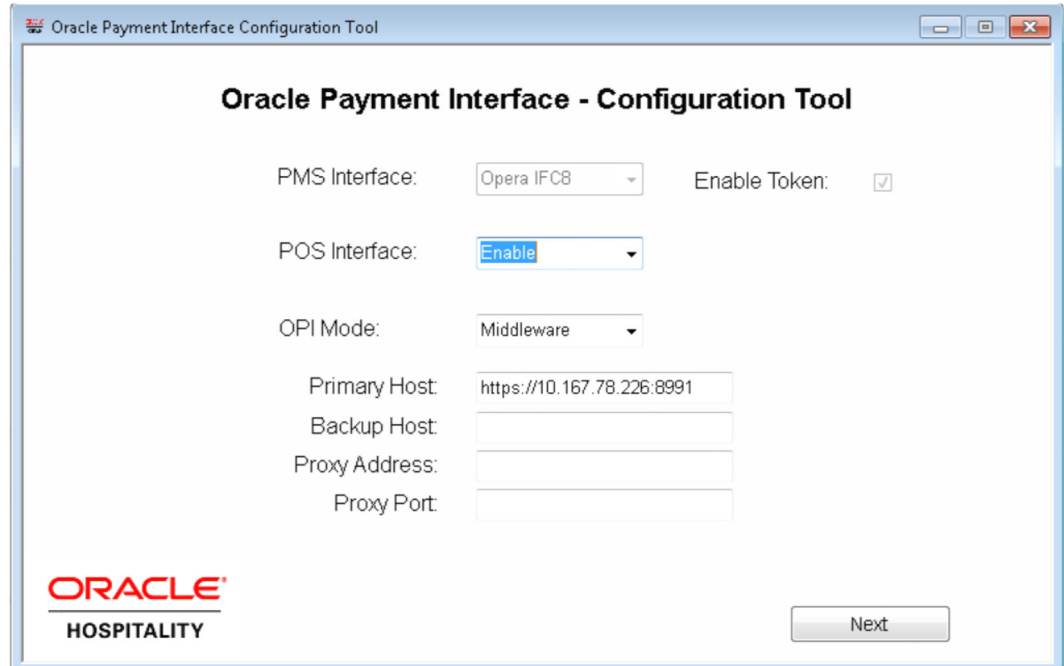 Oracle Payment Interface Configuration Tool
Oracle Payment Interface - Configuration Tool
PMS Interface: Opera IFC8 Enable Token:
POS Interface: Enable
OPI Mode: Middleware
Primary Host: https://10.167.78.226:8991
Backup Host:
Proxy Address:
Proxy Port:
ORACLE®
HOSPITALITY
Next